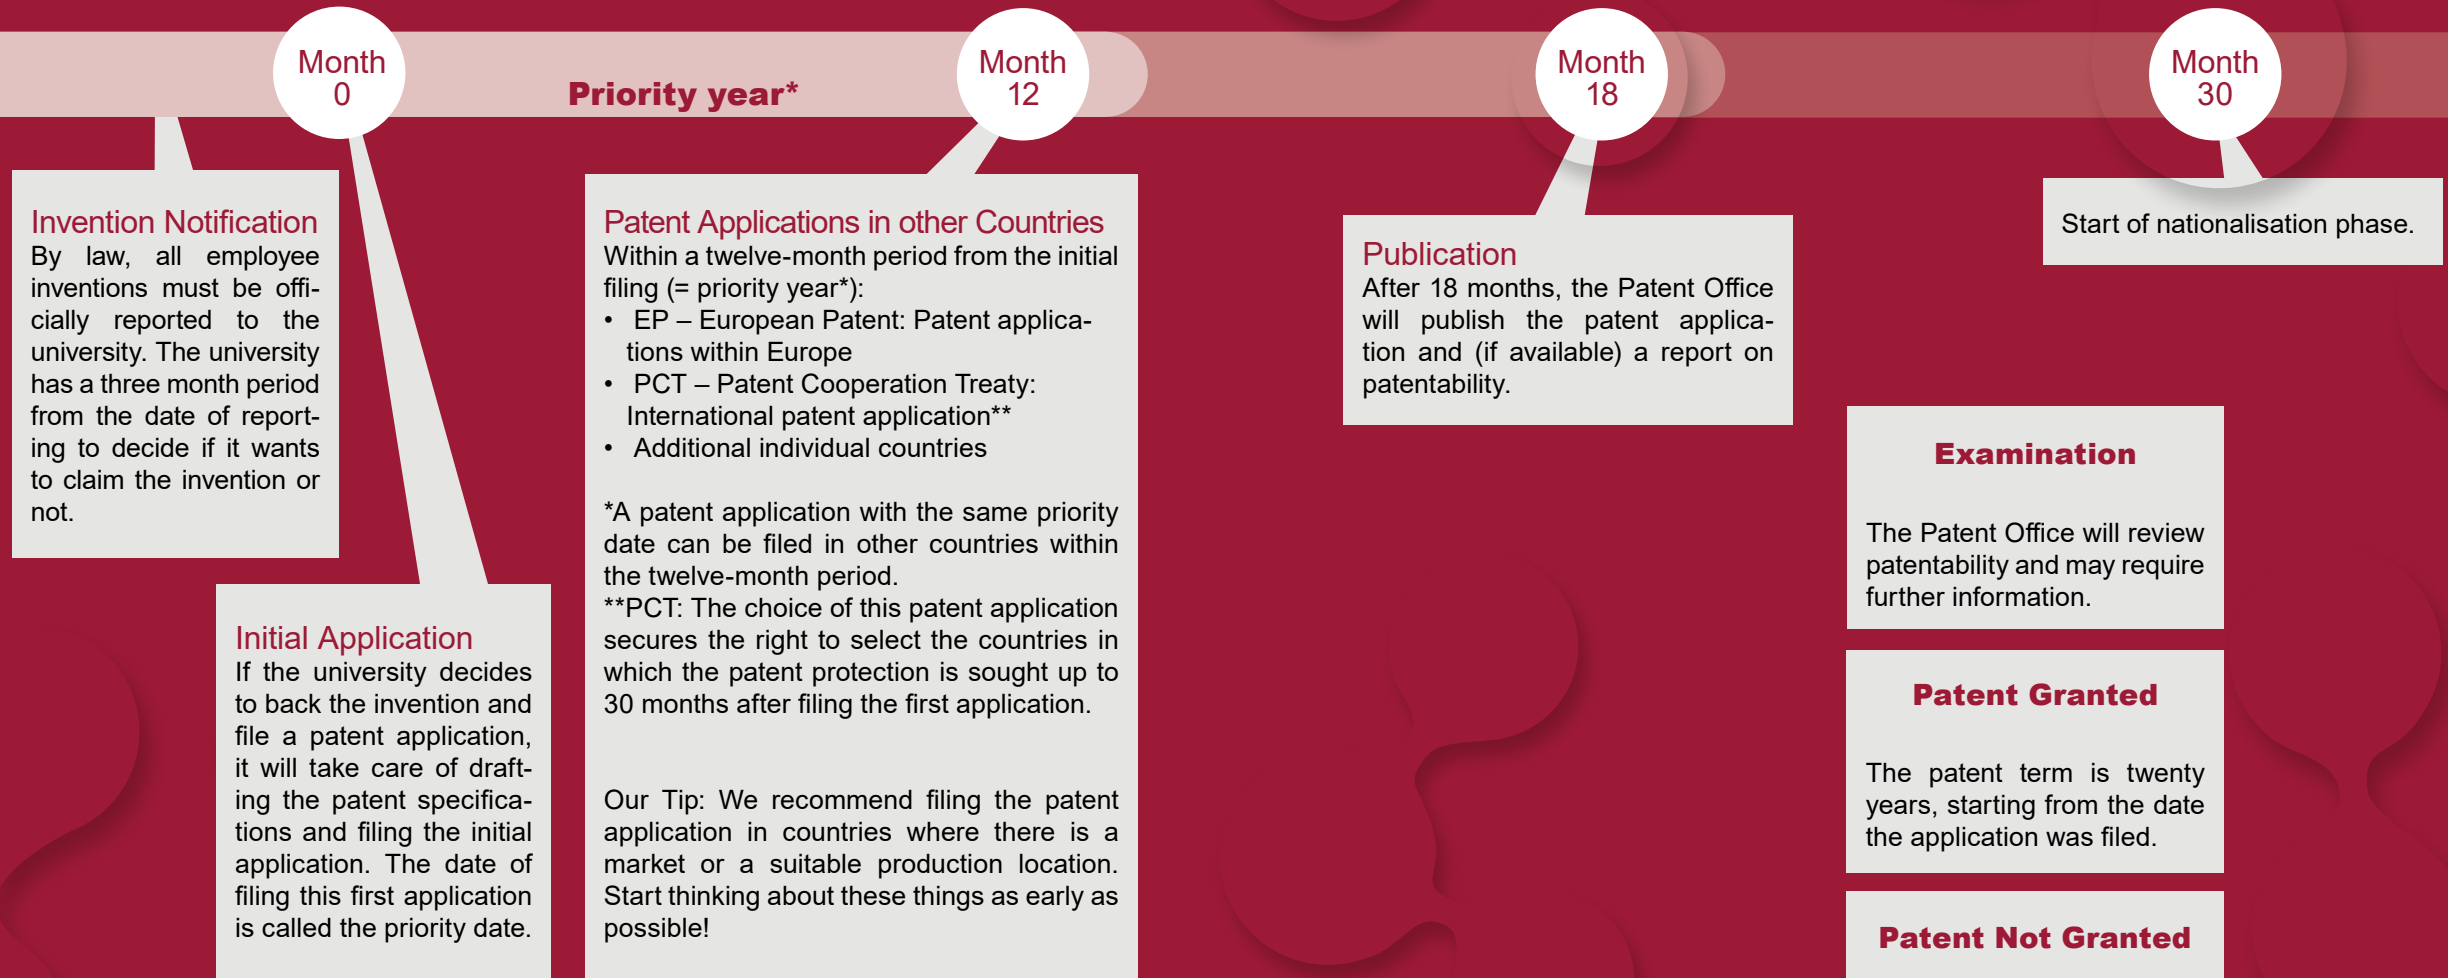 Month
0
Priority year*
Month
12
Month
18
Month
30
Invention Notification
By law, all employee
inventions must be offi-
cially reported to the
university. The university
has a three month period
from the date of report-
ing to decide if it wants
to claim the invention or
not.
Initial Application
If the university decides
to back the invention and
file a patent application,
it will take care of draft-
ing the patent specifica-
tions and filing the initial
application. The date of
filing this first application
is called the priority date.
Patent Applications in other Countries
Within a twelve-month period from the initial
filing (= priority year*):
• EP – European Patent: Patent applica-
tions within Europe
• PCT – Patent Cooperation Treaty:
International patent application**
• Additional individual countries
*A patent application with the same priority
date can be filed in other countries within
the twelve-month period.
**PCT: The choice of this patent application
secures the right to select the countries in
which the patent protection is sought up to
30 months after filing the first application.
Our Tip: We recommend filing the patent
application in countries where there is a
market or a suitable production location.
Start thinking about these things as early as
possible!
Publication
After 18 months, the Patent Office
will publish the patent applica-
tion and (if available) a report on
patentability.
Start of nationalisation phase.
Examination
The Patent Office will review
patentability and may require
further information.
Patent Granted
The patent term is twenty
years, starting from the date
the application was filed.
Patent Not Granted